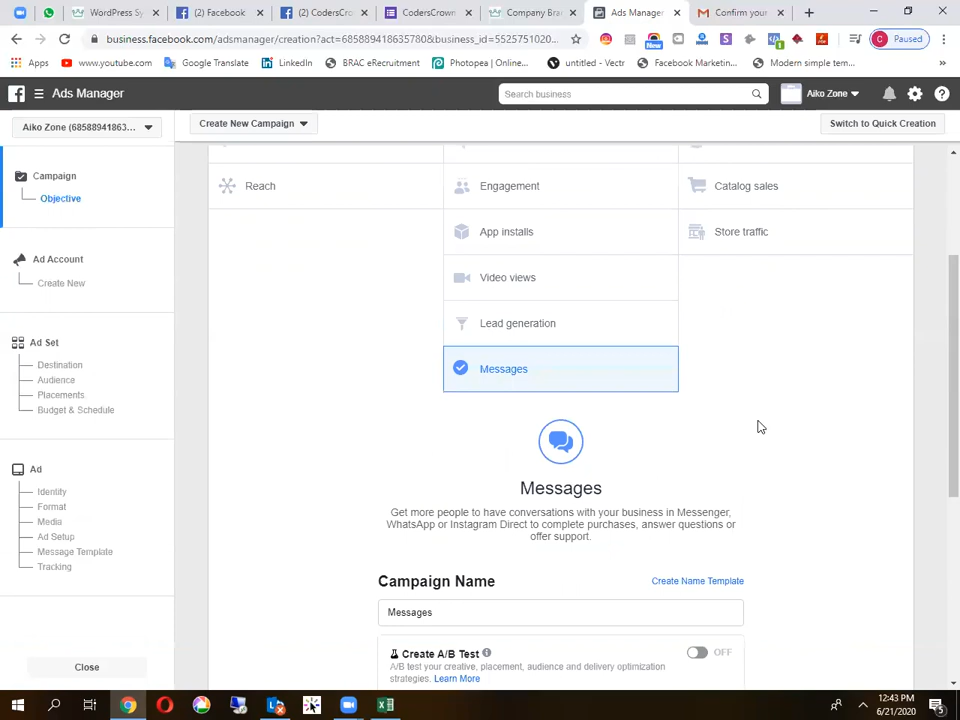 WordPress Sy
(2) Facebook
(2) CodersCro
CodersCrown
Company Bra
Ads Manager
Confirm your
business.facebook.com/adsmanager/creation?act=685889418635780&business_id=5525751020...
Paused
Apps
www.youtube.com
Google Translate
LinkedIn
BRAC eRecruitment
Photopea | Online...
untitled - Vectr
Facebook Marketin...
Modern simple tem...
Ads Manager
Search business
Aiko Zone
Aiko Zone (68588941863...
Create New Campaign
Switch to Quick Creation
Campaign
Objective
Ad Account
Create New
Ad Set
Destination
Audience
Placements
Budget & Schedule
Ad
Identity
Format
Media
Ad Setup
Message Template
Tracking
Close
Reach
Engagement
Catalog sales
App installs
Store traffic
Video views
Lead generation
Messages
Messages
Get more people to have conversations with your business in Messenger,
WhatsApp or Instagram Direct to complete purchases, answer questions or
offer support.
Campaign Name
Create Name Template
Messages
Create A/B Test
OFF
A/B test your creative, placement, audience and delivery optimization
strategies. Learn More
12:43 PM
6/21/2020
5